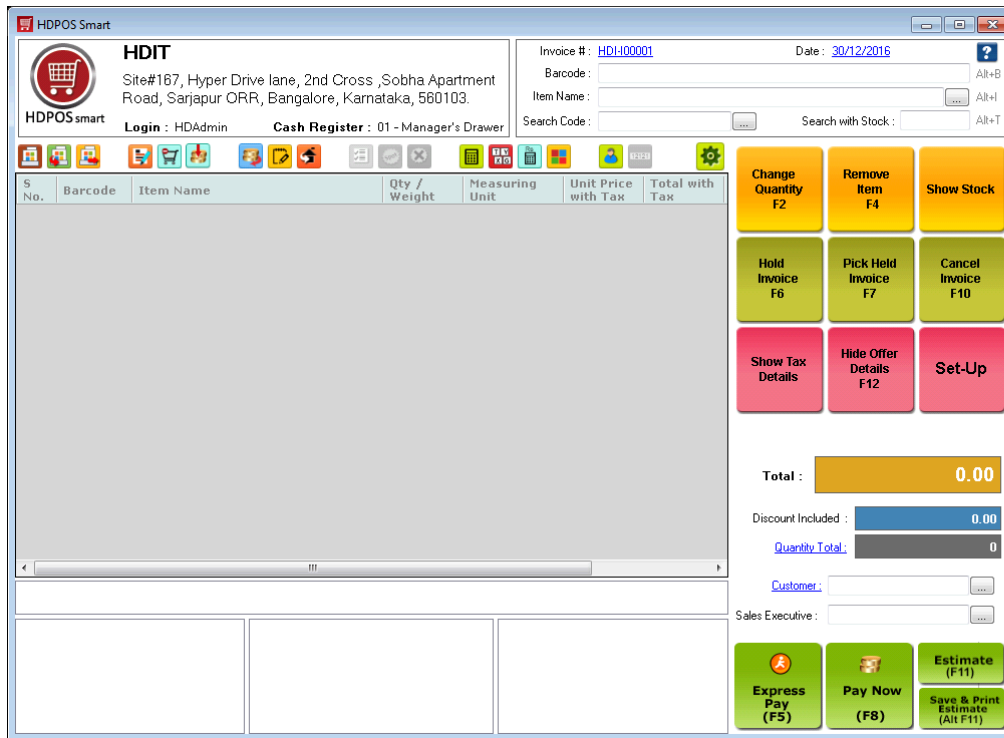 HDPOS Smart
HDIT
Site#167, Hyper Drive lane, 2nd Cross ,Sobha Apartment
Road, Sarjapur ORR, Bangalore, Karnataka, 560103.
HDPOS smart
Login : HDAdmin Cash Register : 01 - Manager's Drawer
Invoice # : HDI-I00001 Date : 30/12/2016 ?
Barcode : Alt+B
Item Name : ... Alt+I
Search Code : ... Search with Stock : Alt+T
S No. Barcode Item Name Qty / Weight Measuring Unit Unit Price with Tax Total with Tax
Change
Quantity
F2
Remove
Item
F4
Show Stock
Hold
Invoice
F6
Pick Held
Invoice
F7
Cancel
Invoice
F10
Show Tax
Details
Hide Offer
Details
F12
Set-Up
Total : 0.00
Discount Included : 0.00
Quantity Total : 0
Customer : ...
Sales Executive : ...
Express
Pay
(F5)
Pay Now
(F8)
Estimate
(F11)
Save & Print
Estimate
(Alt F11)